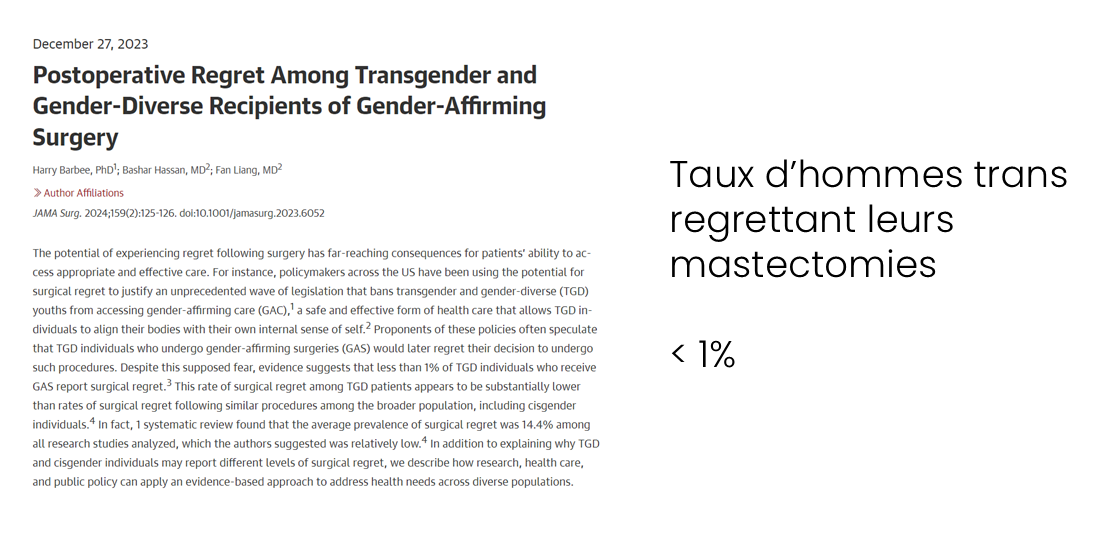 December 27, 2023
Postoperative Regret Among Transgender and
Gender-Diverse Recipients of Gender-Affirming
Surgery
Harry Barbee, PhD1; Bashar Hassan, MD2; Fan Liang, MD2
Author Affiliations
JAMA Surg. 2024;159(2):125-126. doi:10.1001/jamasurg.2023.6052
The potential of experiencing regret following surgery has far-reaching consequences for patients' ability to ac-
cess appropriate and effective care. For instance, policymakers across the US have been using the potential for
surgical regret to justify an unprecedented wave of legislation that bans transgender and gender-diverse (TGD)
youths from accessing gender-affirming care (GAC),1 a safe and effective form of health care that allows TGD in-
dividuals to align their bodies with their own internal sense of self.2 Proponents of these policies often speculate
that TGD individuals who undergo gender-affirming surgeries (GAS) would later regret their decision to undergo
such procedures. Despite this supposed fear, evidence suggests that less than 1% of TGD individuals who receive
GAS report surgical regret.3 This rate of surgical regret among TGD patients appears to be substantially lower
than rates of surgical regret following similar procedures among the broader population, including cisgender
individuals.4 In fact, 1 systematic review found that the average prevalence of surgical regret was 14.4% among
all research studies analyzed, which the authors suggested was relatively low.4 In addition to explaining why TGD
and cisgender individuals may report different levels of surgical regret, we describe how research, health care,
and public policy can apply an evidence-based approach to address health needs across diverse populations.
Taux d’hommes trans
regrettant leurs
mastectomies
< 1%